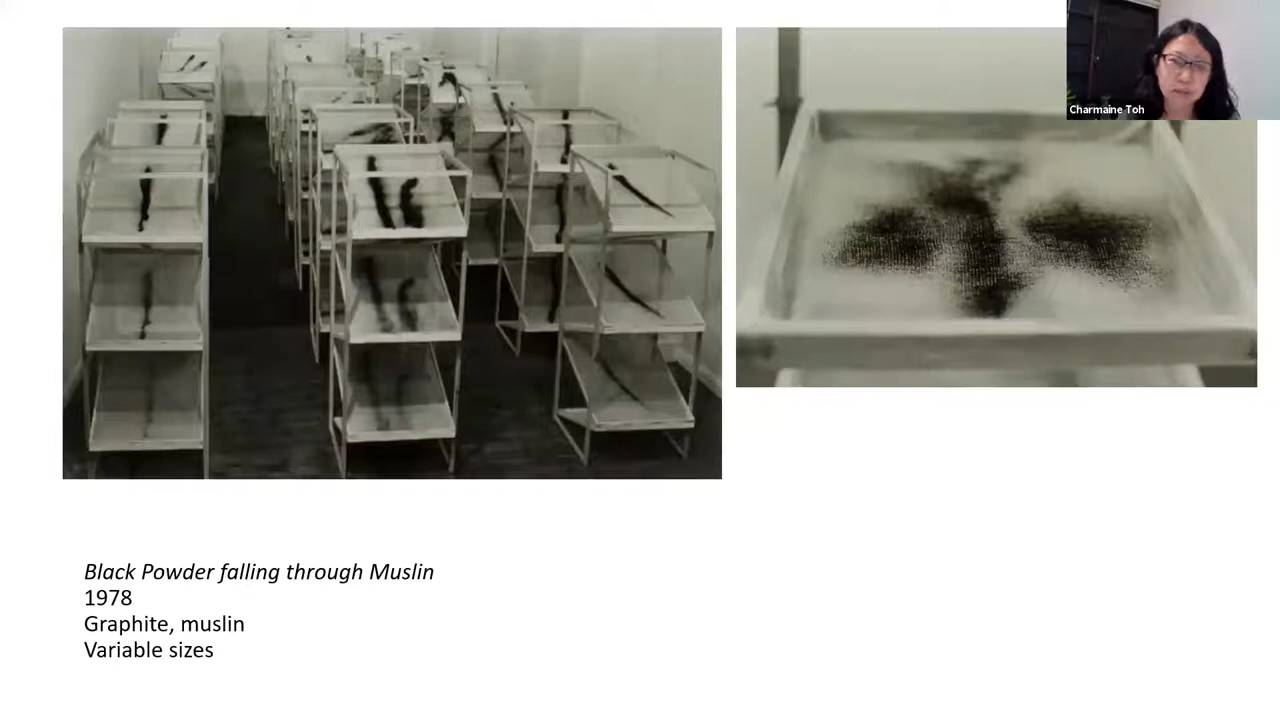 Charmaine Toh
Black Powder falling through Muslin
1978
Graphite, muslin
Variable sizes